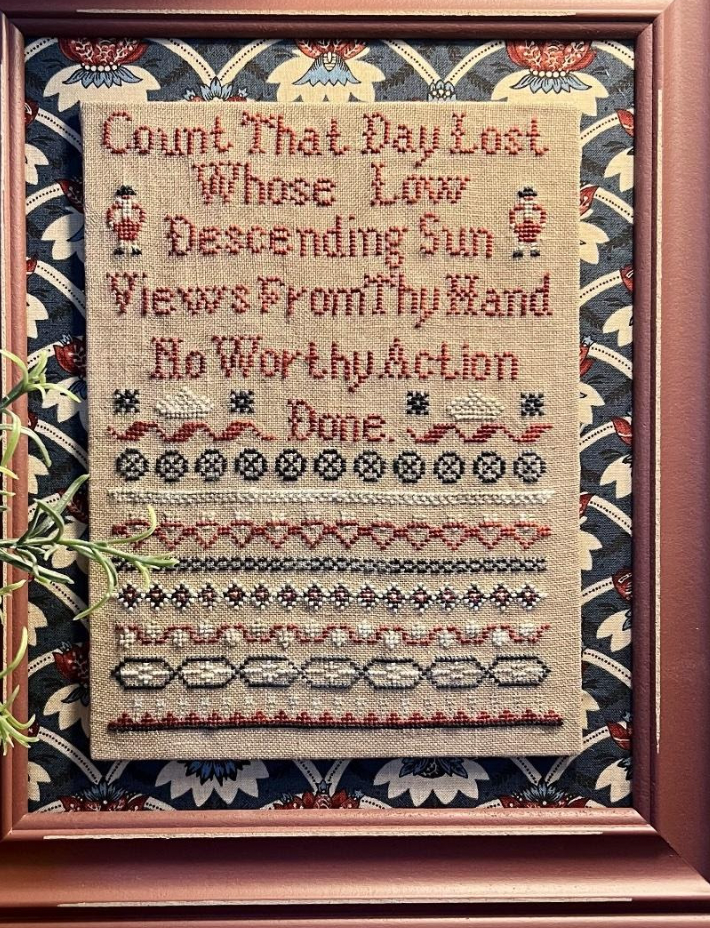 Count That Day Lost
Whose Low
Descending Sun
Views From Thy Hand
No Worthy Action
Done.